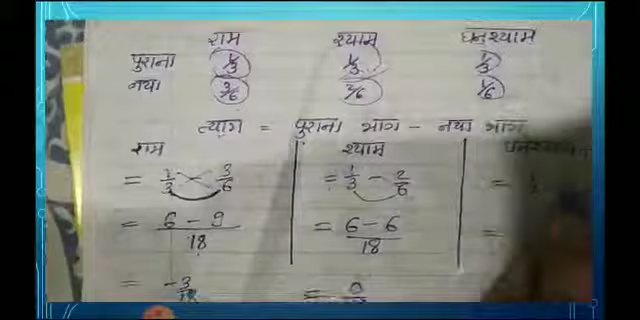 राम श्याम घनश्याम
पुराना 1/3 1/3 1/3
नया 3/6 2/6 1/6
त्याग = पुराना भाग - नया भाग
राम श्याम
= 1/3 3/6 = 1/3 - 2/6 =
= 6-9/18 = 6-6/18 =
= -3/18 = 0